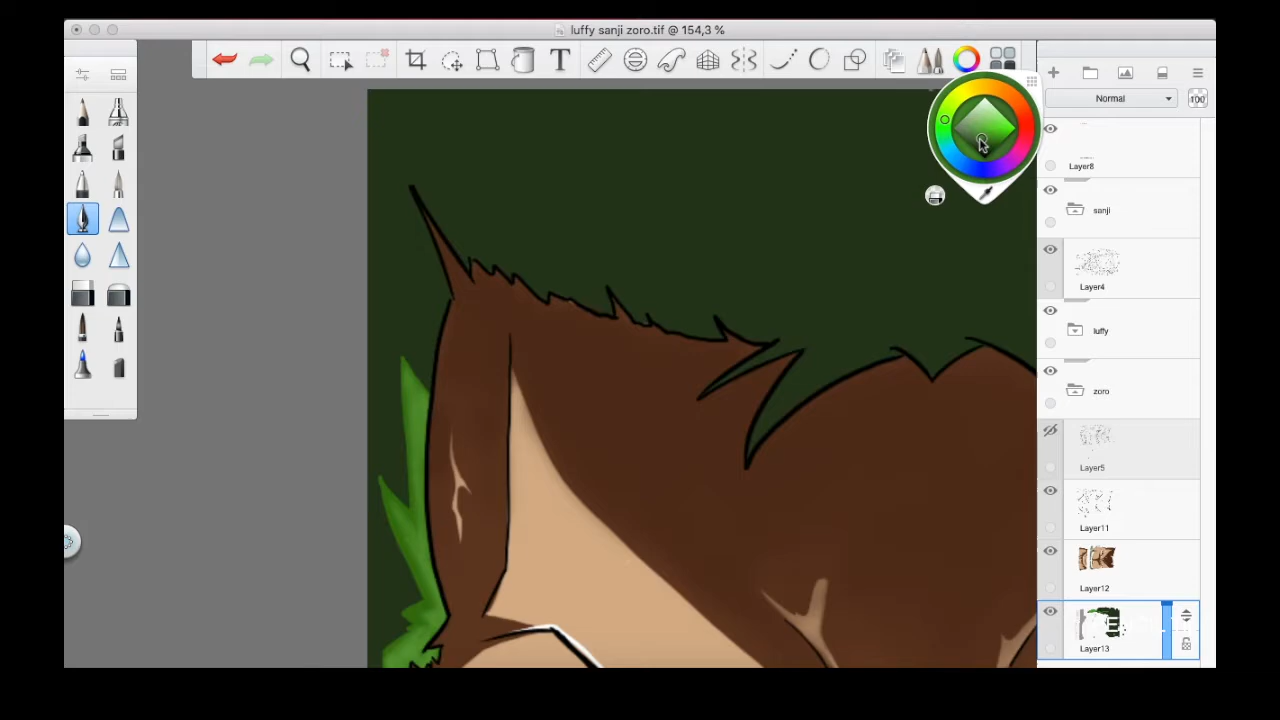 luffy sanji zoro.tif @ 154,3 %
T
Normal
100
Layer8
sanji
Layer4
luffy
zoro
Layer5
Layer11
Layer12
Layer13